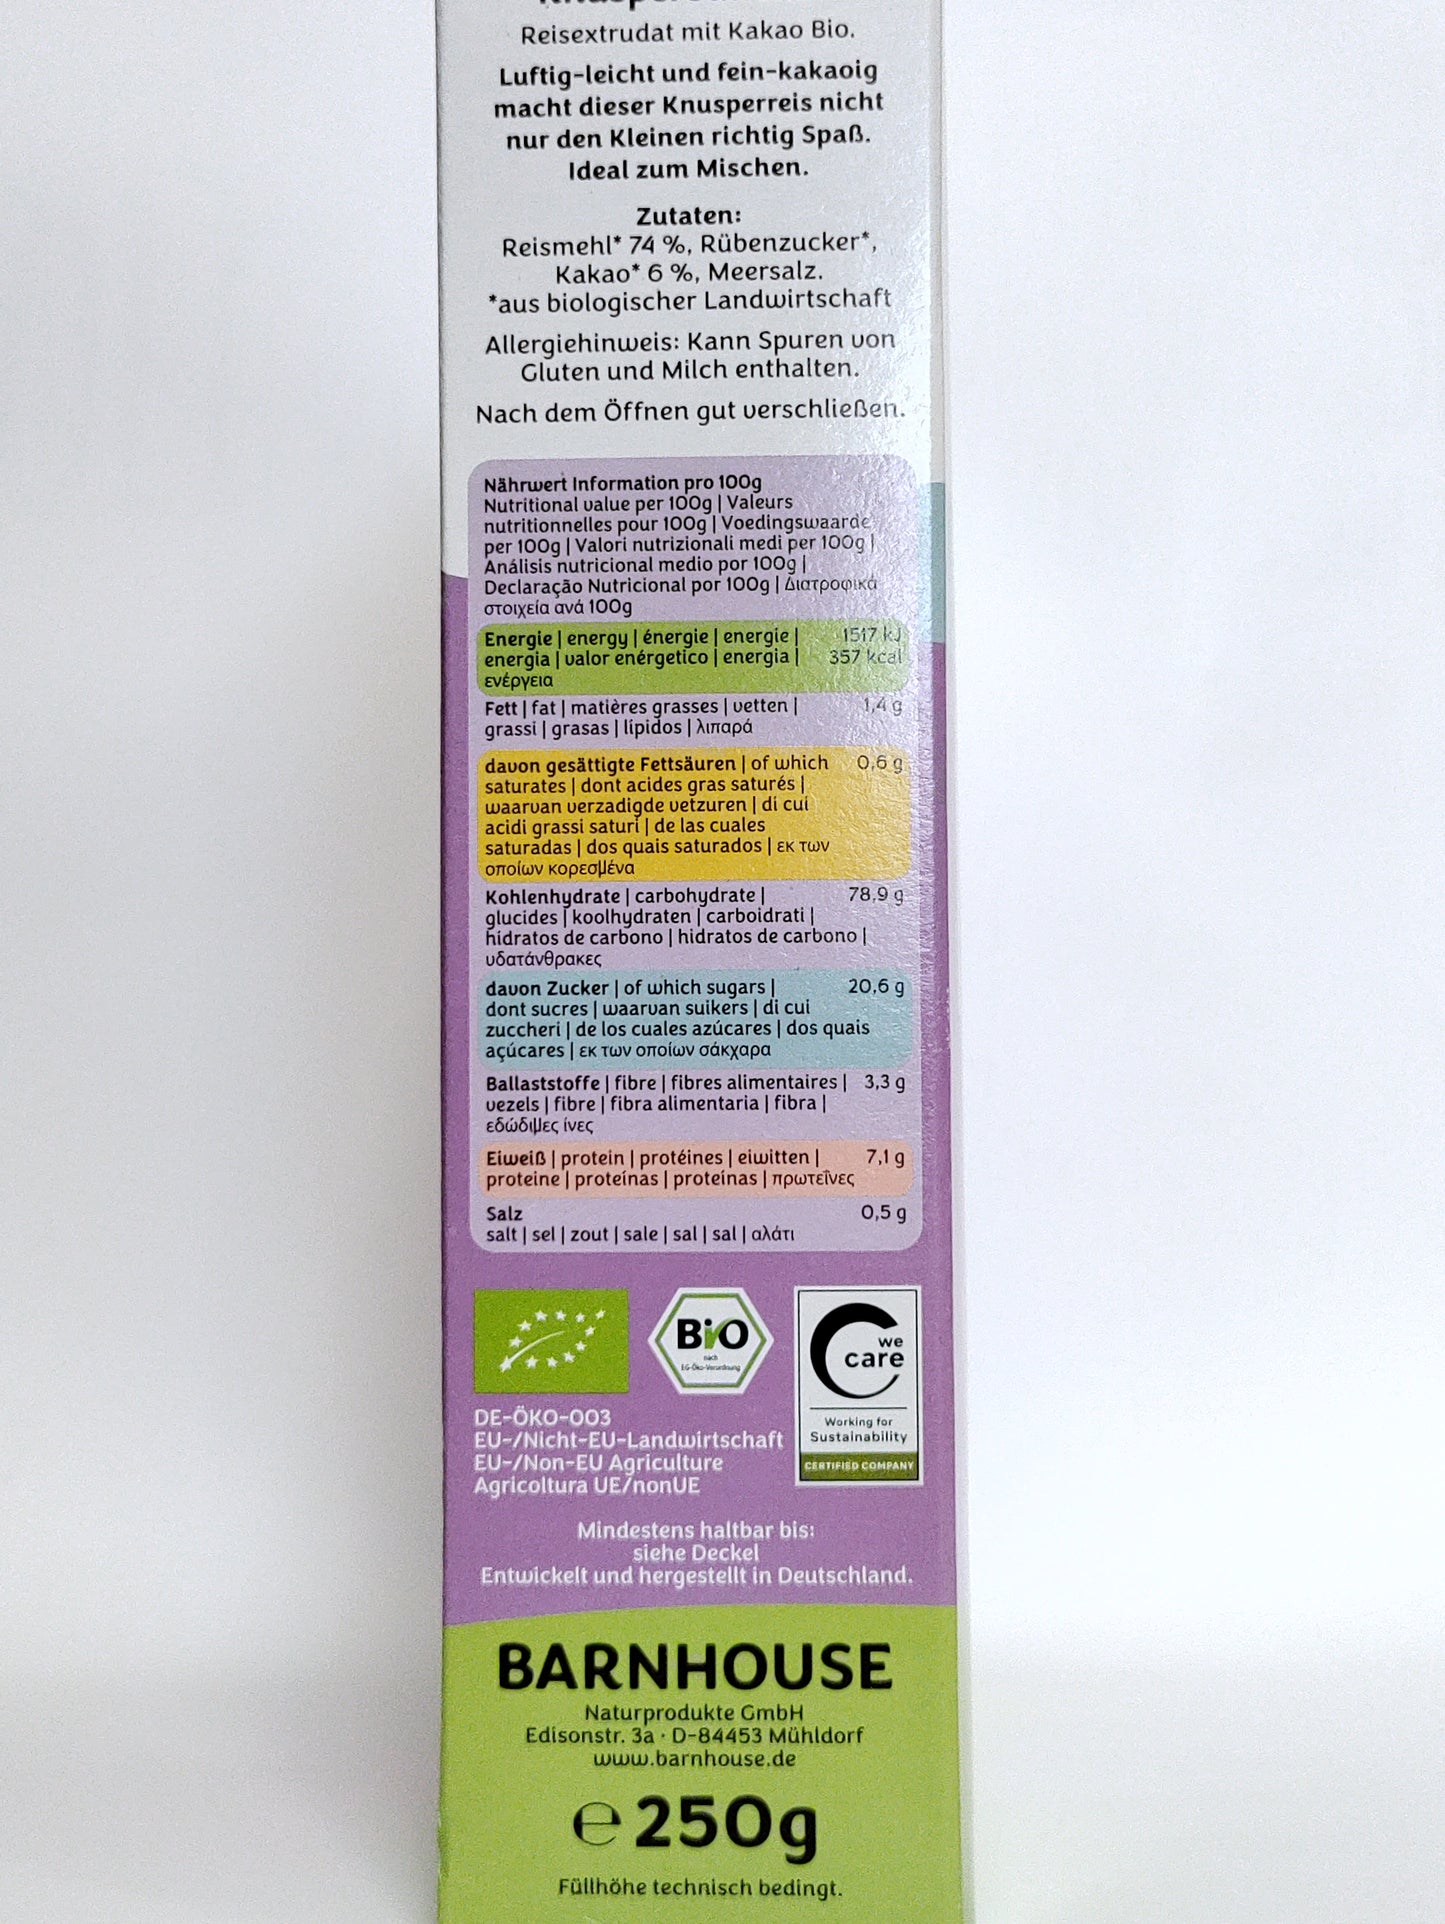 Reisextrudat mit Kakao Bio.
Luftig-leicht und fein-kakaoig
macht dieser Knusperreis nicht
nur den Kleinen richtig Spaß.
Ideal zum Mischen.
Zutaten:
Reismehl* 74 %, Rübenzucker*,
Kakao* 6 %, Meersalz.
*aus biologischer Landwirtschaft
Allergiehinweis: Kann Spuren von
Gluten und Milch enthalten.
Nach dem Öffnen gut verschließen.
Nährwert Information pro 100g
Nutritional value per 100g | Valeurs
nutritionnelles pour 100g | Voedingswaarde
per 100g | Valori nutrizionali medi per 100g |
Análisis nutricional medio por 100g |
Declaração Nutricional por 100g | Διατροφικά
στοιχεία ανά 100g
Energie | energy | énergie | energie | 1517 kJ
energia | valor enérgetico | energia | 357 kcal
ενέργεια
Fett | fat | matières grasses | vetten | 1,4 g
grassi | grasas | lípidos | λιπαρά
davon gesättigte Fettsäuren | of which 0,6 g
saturates | dont acides gras saturés |
waarvan verzadigde vetzuren | di cui
acidi grassi saturi | de las cuales
saturadas | dos quais saturados | εκ των
οποίων κορεσμένα
Kohlenhydrate | carbohydrate | 78,9 g
glucides | koolhydraten | carboidrati |
hidratos de carbono | hidratos de carbono |
υδατάνθρακες
davon Zucker | of which sugars | 20,6 g
dont sucres | waarvan suikers | di cui
zuccheri | de los cuales azúcares | dos quais
açúcares | εκ των οποίων σάκχαρα
Ballaststoffe | fibre | fibres alimentaires | 3,3 g
vezels | fibre | fibra alimentaria | fibra |
εδώδιμες ίνες
Eiweiß | protein | protéines | eiwitten | 7,1 g
proteine | proteínas | proteínas | πρωτεΐνες
Salz 0,5 g
salt | sel | zout | sale | sal | sal | αλάτι
Bio
nach
EG-Öko-Verordnung
we
care
Working for
Sustainability
CERTIFIED COMPANY
DE-ÖKO-003
EU-/Nicht-EU-Landwirtschaft
EU-/Non-EU Agriculture
Agricoltura UE/nonUE
Mindestens haltbar bis:
siehe Deckel
Entwickelt und hergestellt in Deutschland.
BARNHOUSE
Naturprodukte GmbH
Edisonstr. 3a · D-84453 Mühldorf
www.barnhouse.de
℮ 250g
Füllhöhe technisch bedingt.